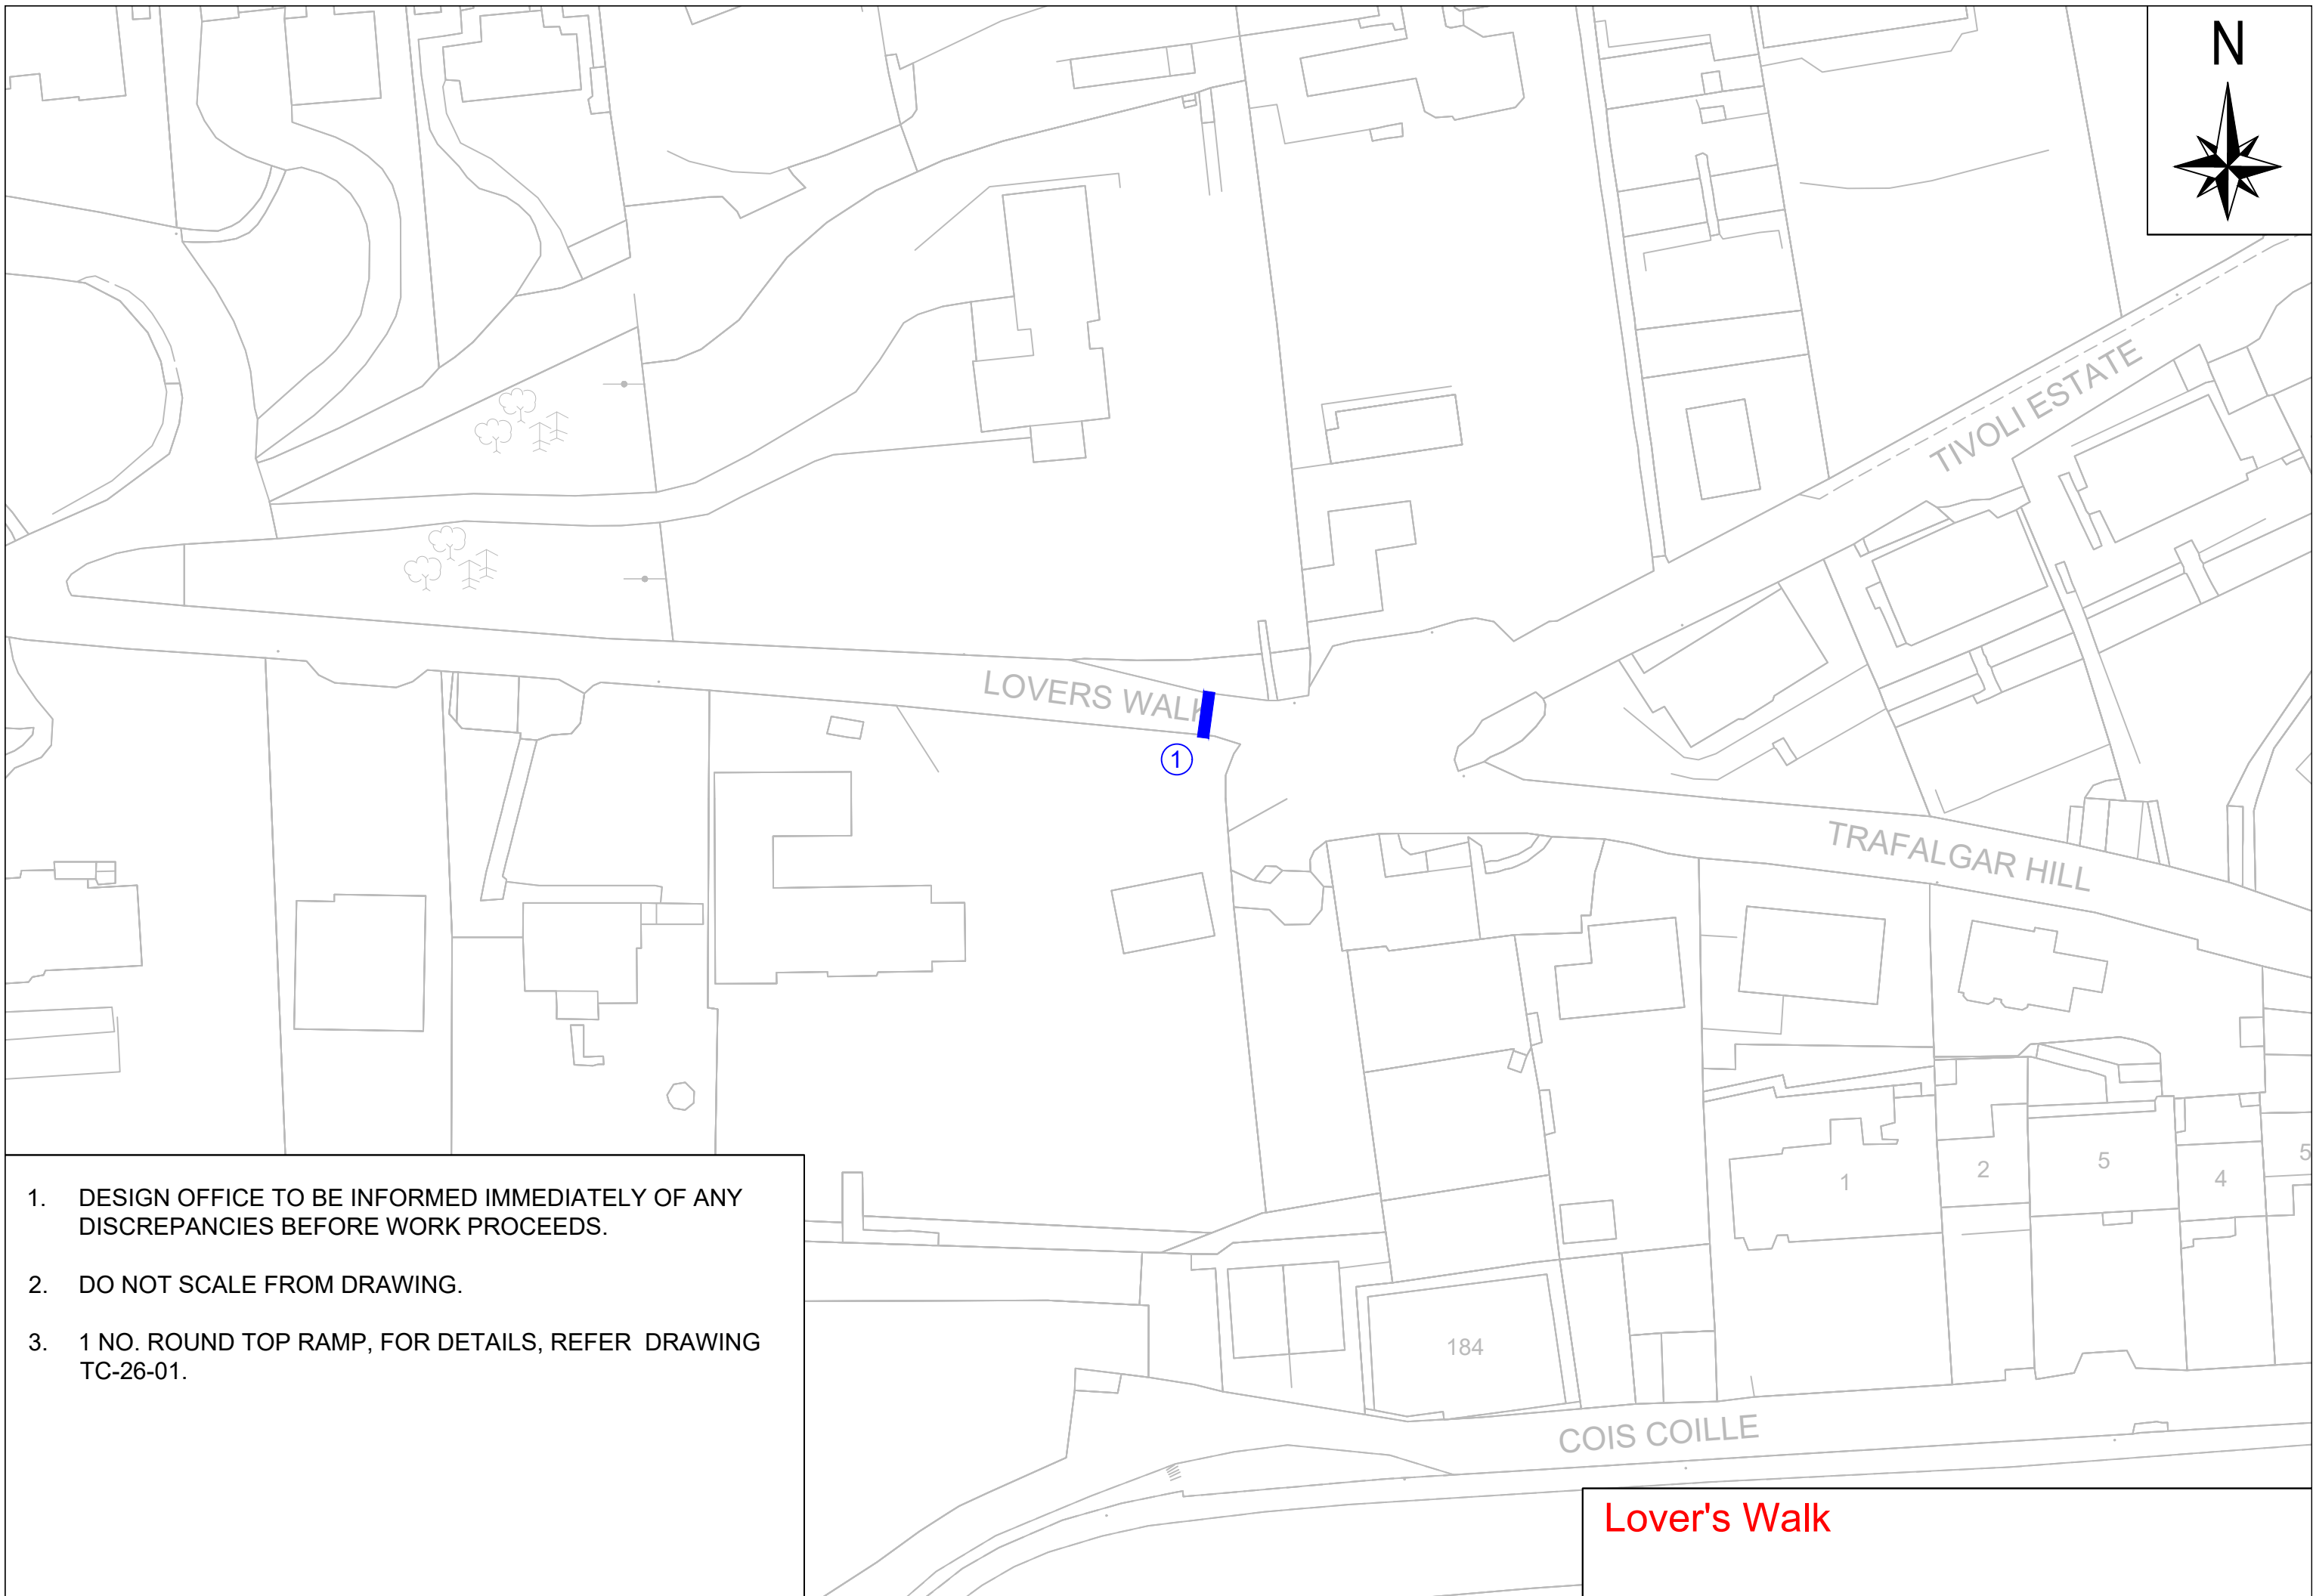 N
TIVOLI ESTATE
LOVERS WALK
1
TRAFALGAR HILL
1
2
5
4
5
184
COIS COILLE
1. DESIGN OFFICE TO BE INFORMED IMMEDIATELY OF ANY
DISCREPANCIES BEFORE WORK PROCEEDS.
2. DO NOT SCALE FROM DRAWING.
3. 1 NO. ROUND TOP RAMP, FOR DETAILS, REFER DRAWING
TC-26-01.
Lover's Walk